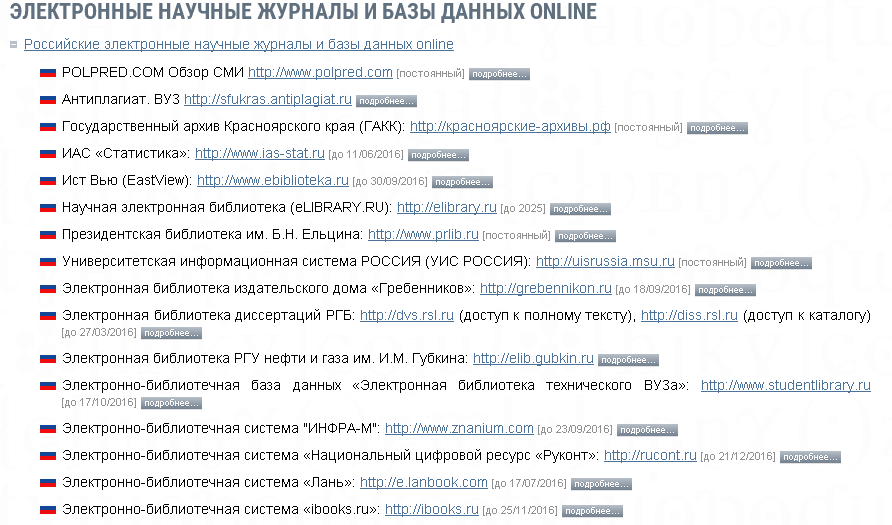 ЭЛЕКТРОННЫЕ НАУЧНЫЕ ЖУРНАЛЫ И БАЗЫ ДАННЫХ ONLINE
Российские электронные научные журналы и базы данных online
POLPRED.COM Обзор СМИ http://www.polpred.com [постоянный] подробнее...
Антиплагиат. ВУЗ http://sfukras.antiplagiat.ru подробнее...
Государственный архив Красноярского края (ГАКК): http://красноярские-архивы.рф [постоянный] подробнее...
ИАС «Статистика»: http://www.ias-stat.ru [до 11/06/2016] подробнее...
Ист Вью (EastView): http://www.ebiblioteka.ru [до 30/09/2016] подробнее...
Научная электронная библиотека (eLIBRARY.RU): http://elibrary.ru [до 2025] подробнее...
Президентская библиотека им. Б.Н. Ельцина: http://www.prlib.ru [постоянный] подробнее...
Университетская информационная система РОССИЯ (УИС РОССИЯ): http://uisrussia.msu.ru [постоянный] подробнее...
Электронная библиотека издательского дома «Гребенников»: http://grebennikon.ru [до 18/09/2016] подробнее...
Электронная библиотека диссертаций РГБ: http://dvs.rsl.ru (доступ к полному тексту), http://diss.rsl.ru (доступ к каталогу)
[до 27/03/2016] подробнее...
Электронная библиотека РГУ нефти и газа им. И.М. Губкина: http://elib.gubkin.ru подробнее...
Электронно-библиотечная база данных «Электронная библиотека технического ВУЗа»: http://www.studentlibrary.ru
[до 17/10/2016] подробнее...
Электронно-библиотечная система "ИНФРА-М": http://www.znanium.com [до 23/09/2016] подробнее...
Электронно-библиотечная система «Национальный цифровой ресурс «Руконт»: http://rucont.ru [до 21/12/2016] подробнее...
Электронно-библиотечная система «Лань»: http://e.lanbook.com [до 17/07/2016] подробнее...
Электронно-библиотечная система «ibooks.ru»: http://ibooks.ru [до 25/11/2016] подробнее...